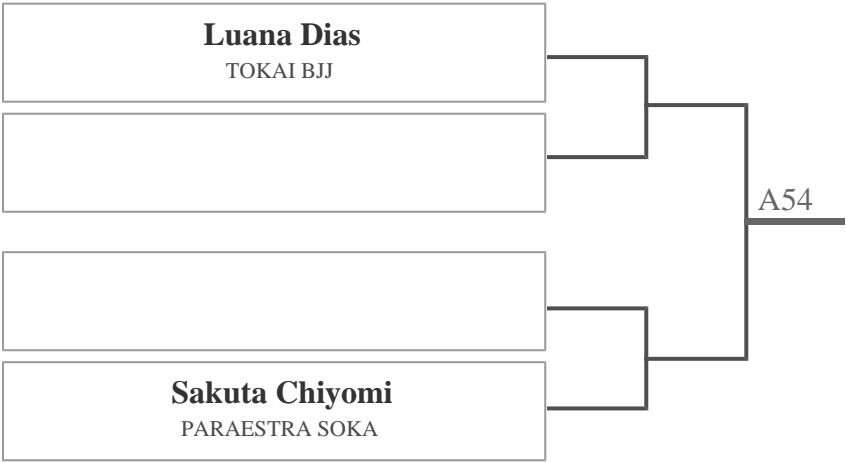 Luana Dias
TOKAI BJJ
A54
Sakuta Chiyomi
PARAESTRA SOKA